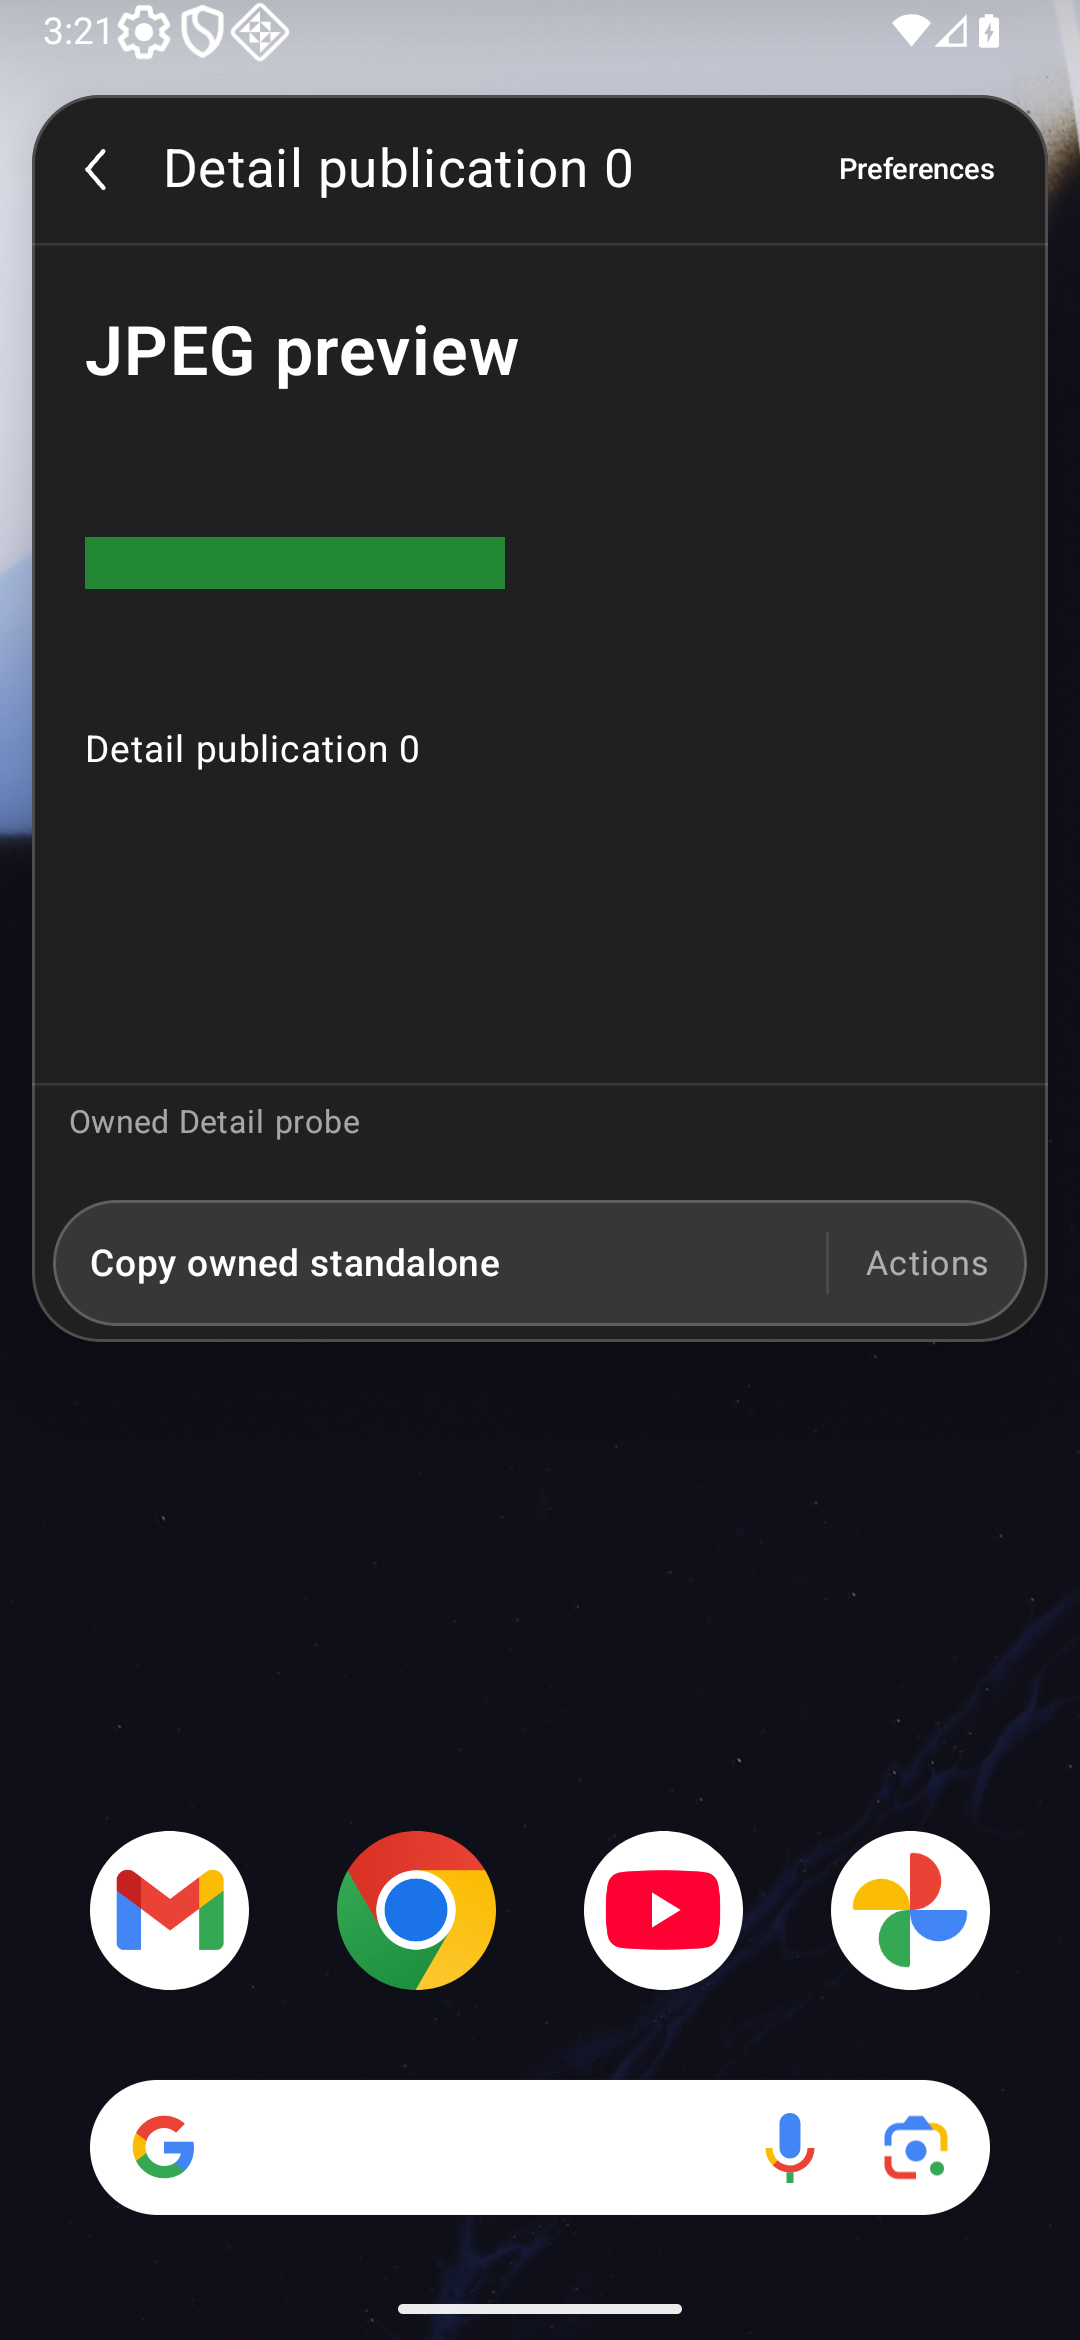 3:21
Detail publication 0
Preferences
JPEG preview
Detail publication 0
Owned Detail probe
Copy owned standalone
Actions